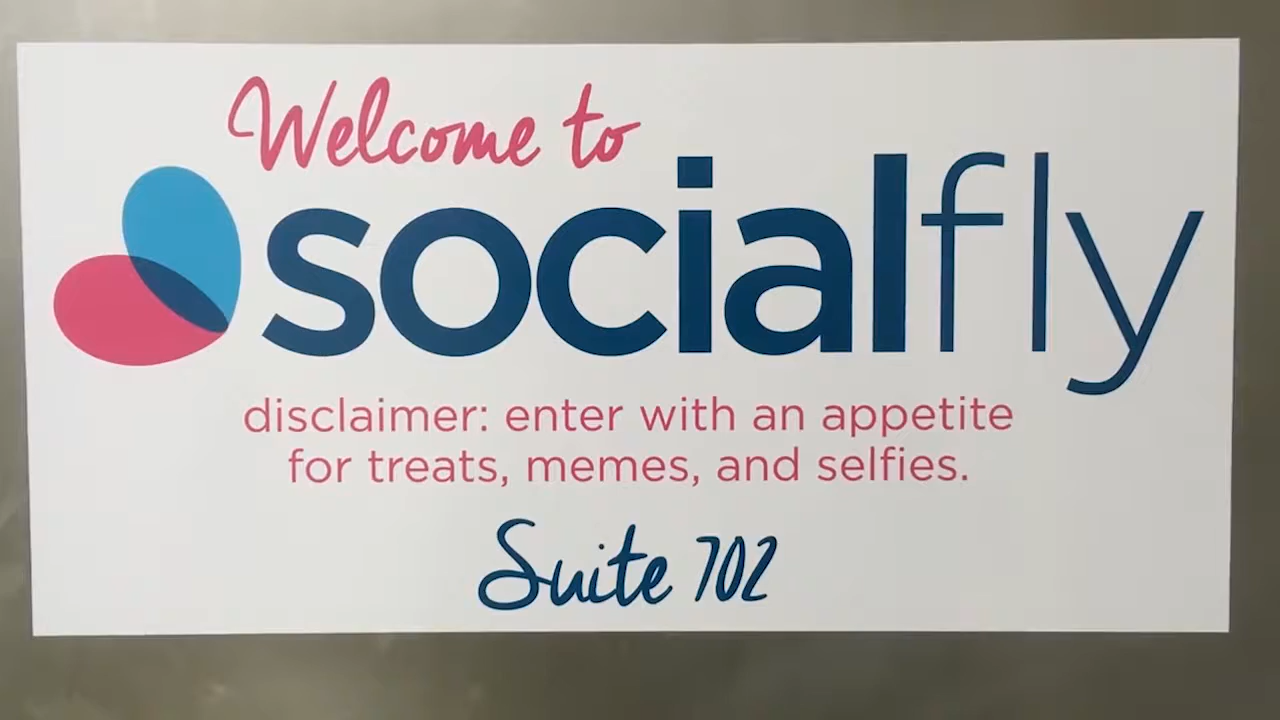 Welcome to
socialfly
disclaimer: enter with an appetite
for treats, memes, and selfies.
Suite 702